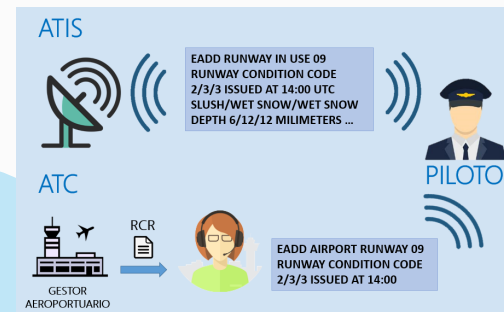 ATIS
EADD RUNWAY IN USE 09
RUNWAY CONDITION CODE
2/3/3 ISSUED AT 14:00 UTC
SLUSH/WET SNOW/WET SNOW
DEPTH 6/12/12 MILIMETERS ...
PILOTO
ATC
RCR
EADD AIRPORT RUNWAY 09
RUNWAY CONDITION CODE
2/3/3 ISSUED AT 14:00
GESTOR
AEROPORTUARIO